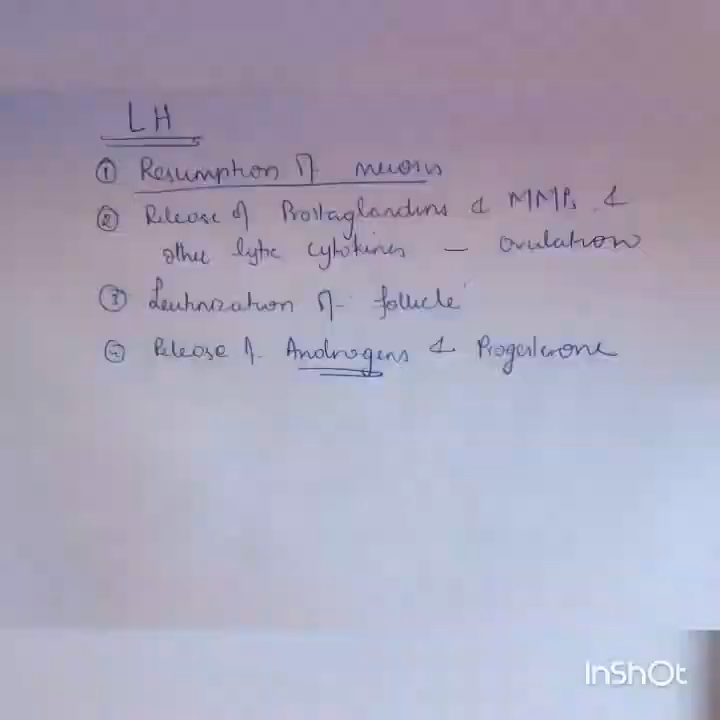 LH
① Resumption of meiosis
② Release of Prostaglandins & MMPs &
other lytic cytokines - ovulation
③ Leutinization of follicle
④ Release of Androgens & Progesterone
InShOt